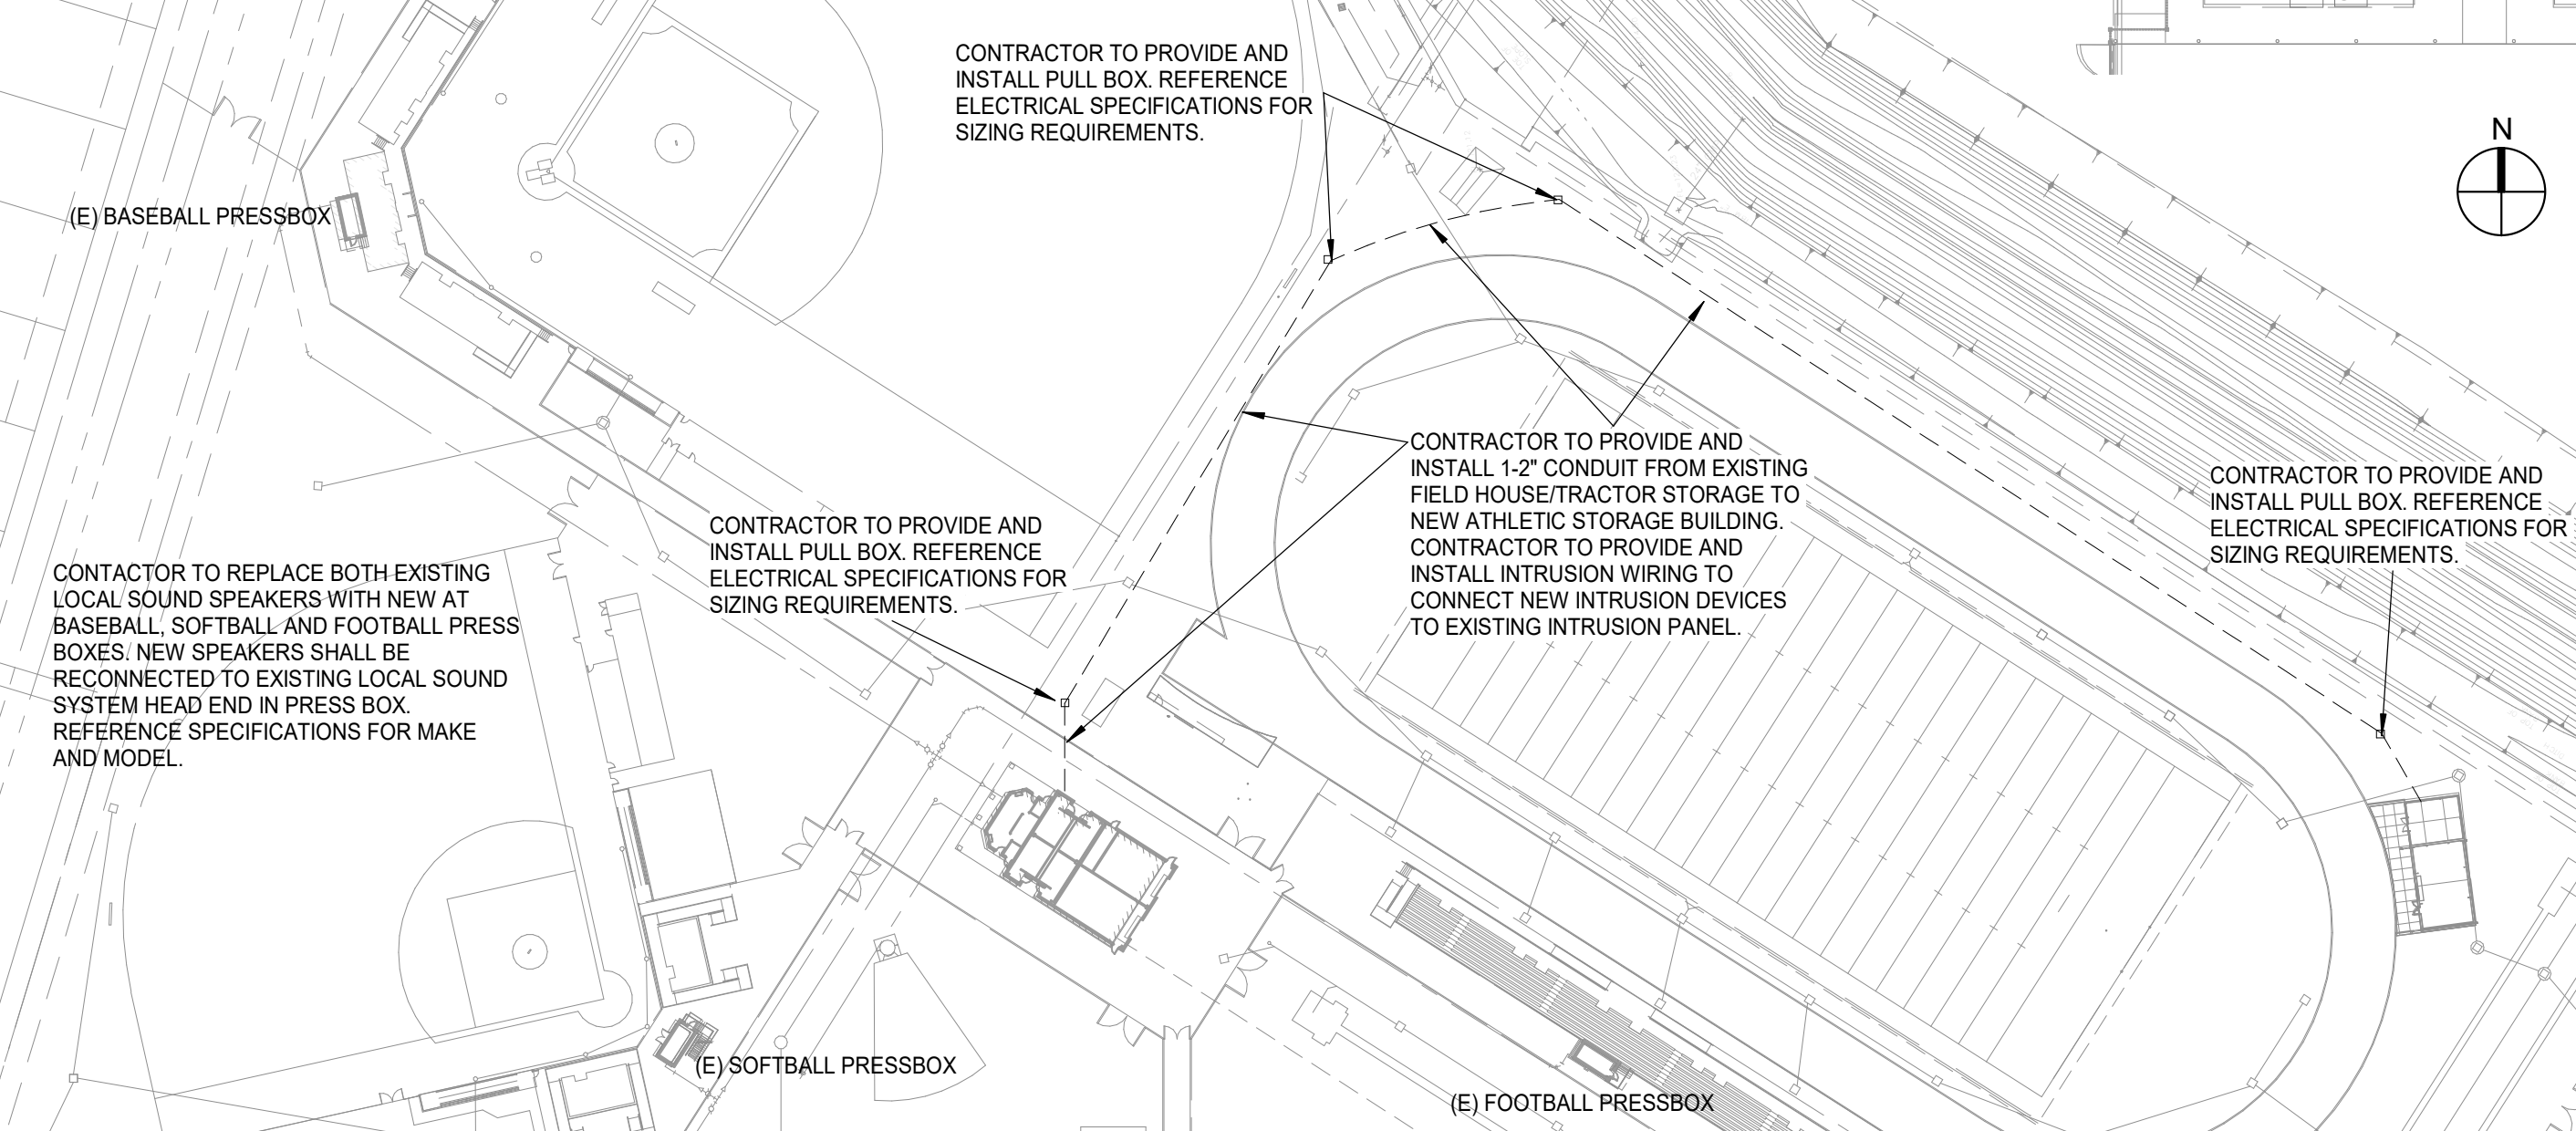 CONTRACTOR TO PROVIDE AND
INSTALL PULL BOX. REFERENCE
ELECTRICAL SPECIFICATIONS FOR
SIZING REQUIREMENTS.
N
(E) BASEBALL PRESSBOX
CONTRACTOR TO PROVIDE AND
INSTALL 1-2" CONDUIT FROM EXISTING
FIELD HOUSE/TRACTOR STORAGE TO
NEW ATHLETIC STORAGE BUILDING.
CONTRACTOR TO PROVIDE AND
INSTALL INTRUSION WIRING TO
CONNECT NEW INTRUSION DEVICES
TO EXISTING INTRUSION PANEL.
CONTRACTOR TO PROVIDE AND
INSTALL PULL BOX. REFERENCE
ELECTRICAL SPECIFICATIONS FOR
SIZING REQUIREMENTS.
CONTRACTOR TO PROVIDE AND
INSTALL PULL BOX. REFERENCE
ELECTRICAL SPECIFICATIONS FOR
SIZING REQUIREMENTS.
CONTACTOR TO REPLACE BOTH EXISTING
LOCAL SOUND SPEAKERS WITH NEW AT
BASEBALL, SOFTBALL AND FOOTBALL PRESS
BOXES. NEW SPEAKERS SHALL BE
RECONNECTED TO EXISTING LOCAL SOUND
SYSTEM HEAD END IN PRESS BOX.
REFERENCE SPECIFICATIONS FOR MAKE
AND MODEL.
(E) SOFTBALL PRESSBOX
(E) FOOTBALL PRESSBOX